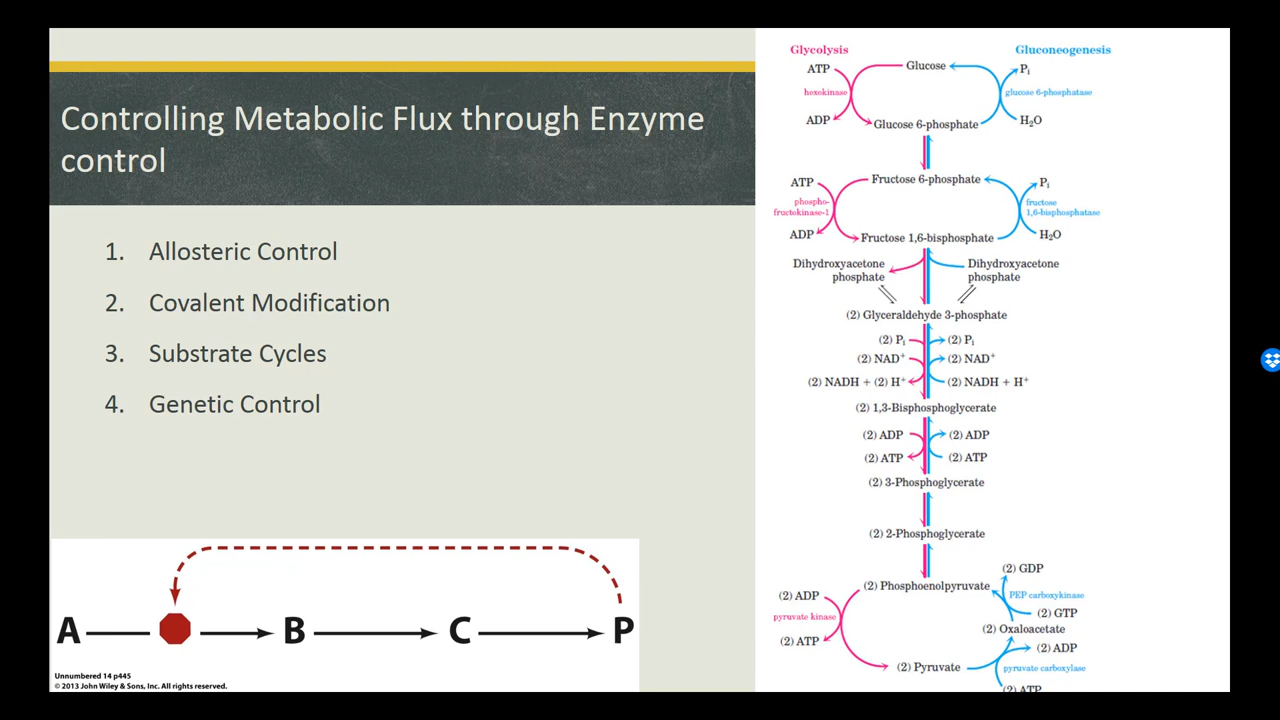 Controlling Metabolic Flux through Enzyme
control
1. Allosteric Control
2. Covalent Modification
3. Substrate Cycles
4. Genetic Control
A B C P
Unnumbered 14 p445
© 2013 John Wiley & Sons, Inc. All rights reserved.
Glycolysis Gluconeogenesis
ATP Glucose Pi
hexokinase glucose 6-phosphatase
ADP Glucose 6-phosphate H2O
ATP Fructose 6-phosphate Pi
phospho-
fructokinase-1
fructose
1,6-bisphosphatase
ADP Fructose 1,6-bisphosphate H2O
Dihydroxyacetone
phosphate
Dihydroxyacetone
phosphate
(2) Glyceraldehyde 3-phosphate
(2) Pi (2) Pi
(2) NAD+ (2) NAD+
(2) NADH + (2) H+ (2) NADH + H+
(2) 1,3-Bisphosphoglycerate
(2) ADP (2) ADP
(2) ATP (2) ATP
(2) 3-Phosphoglycerate
(2) 2-Phosphoglycerate
(2) GDP
(2) Phosphoenolpyruvate
(2) ADP PEP carboxykinase
pyruvate kinase (2) GTP
(2) Oxaloacetate
(2) ATP (2) ADP
(2) Pyruvate pyruvate carboxylase
(2) ATP